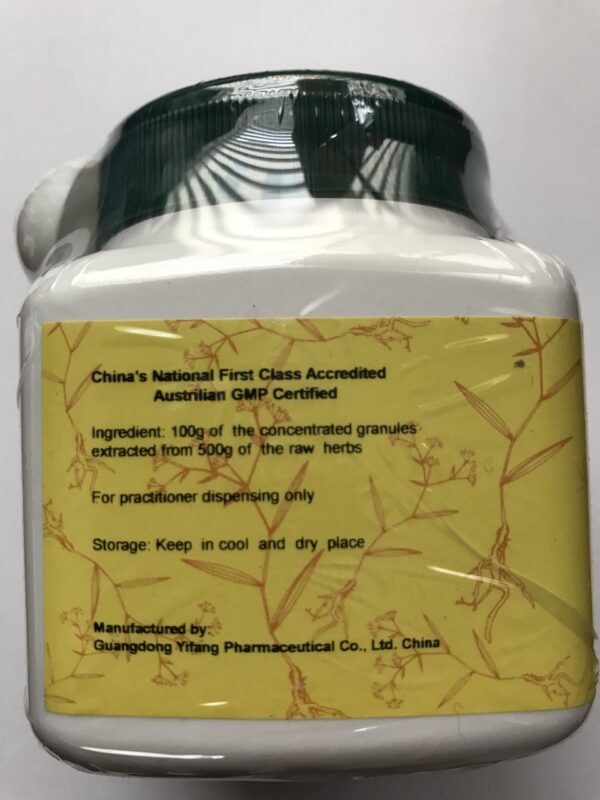 China's National First Class Accredited
Austrilian GMP Certified
Ingredient: 100g of the concentrated granules
extracted from 500g of the raw herbs
For practitioner dispensing only
Storage: Keep in cool and dry place
Manufactured by:
Guangdong Yifang Pharmaceutical Co., Ltd. China